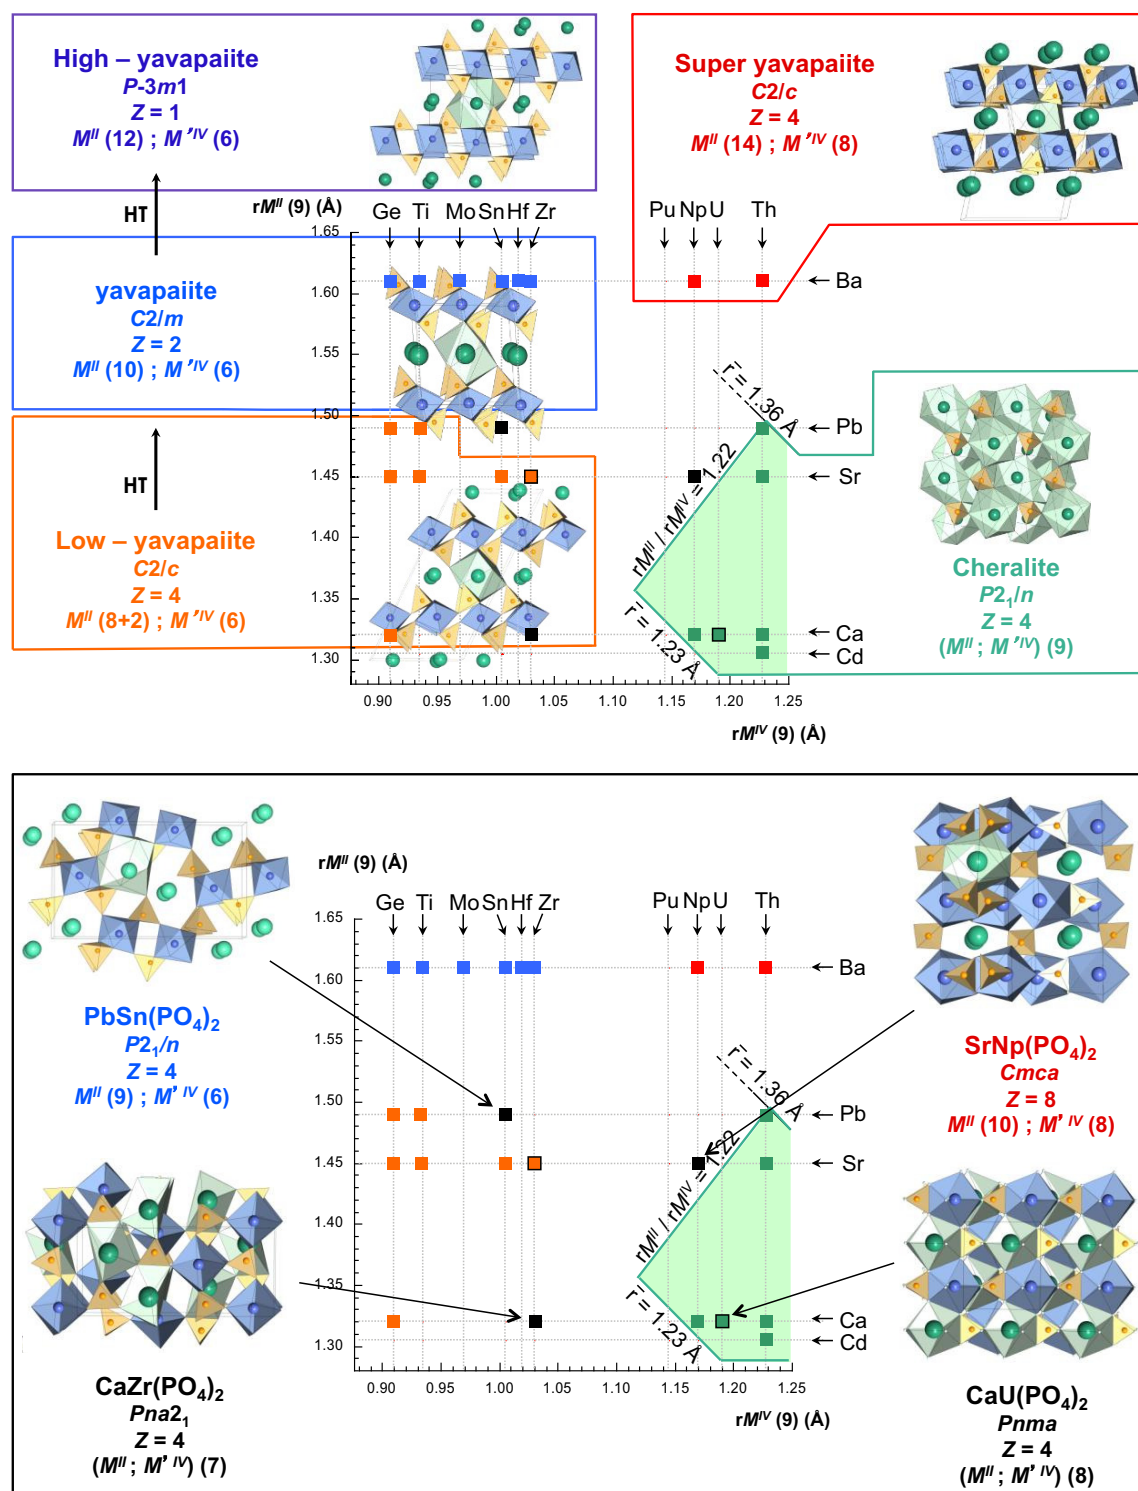 High – yavapaiite
P-3m1
Z = 1
M^II (12) ; M'^IV (6)
HT
yavapaiite
C2/m
Z = 2
M^II (10) ; M'^IV (6)
HT
Low – yavapaiite
C2/c
Z = 4
M^II (8+2) ; M'^IV (6)
Super yavapaiite
C2/c
Z = 4
M^II (14) ; M'^IV (8)
Cheralite
P2₁/n
Z = 4
(M^II ; M'^IV) (9)
rM^II (9) (Å)
Ge Ti Mo Sn Hf Zr Pu Np U Th
1.65
1.60
1.55
1.50
1.45
1.40
1.35
1.30
Ba
Pb
Sr
Ca
Cd
r̄ = 1.36 Å
rM^II / rM^IV = 1.22
r̄ = 1.23 Å
0.90 0.95 1.00 1.05 1.10 1.15 1.20 1.25
rM^IV (9) (Å)
rM^II (9) (Å)
Ge Ti Mo Sn Hf Zr Pu Np U Th
1.65
1.60
1.55
1.50
1.45
1.40
1.35
1.30
Ba
Pb
Sr
Ca
Cd
r̄ = 1.36 Å
rM^II / rM^IV = 1.22
r̄ = 1.23 Å
0.90 0.95 1.00 1.05 1.10 1.15 1.20 1.25
rM^IV (9) (Å)
PbSn(PO₄)₂
P2₁/n
Z = 4
M^II (9) ; M'^IV (6)
SrNp(PO₄)₂
Cmca
Z = 8
M^II (10) ; M'^IV (8)
CaZr(PO₄)₂
Pna2₁
Z = 4
(M^II ; M'^IV) (7)
CaU(PO₄)₂
Pnma
Z = 4
(M^II ; M'^IV) (8)